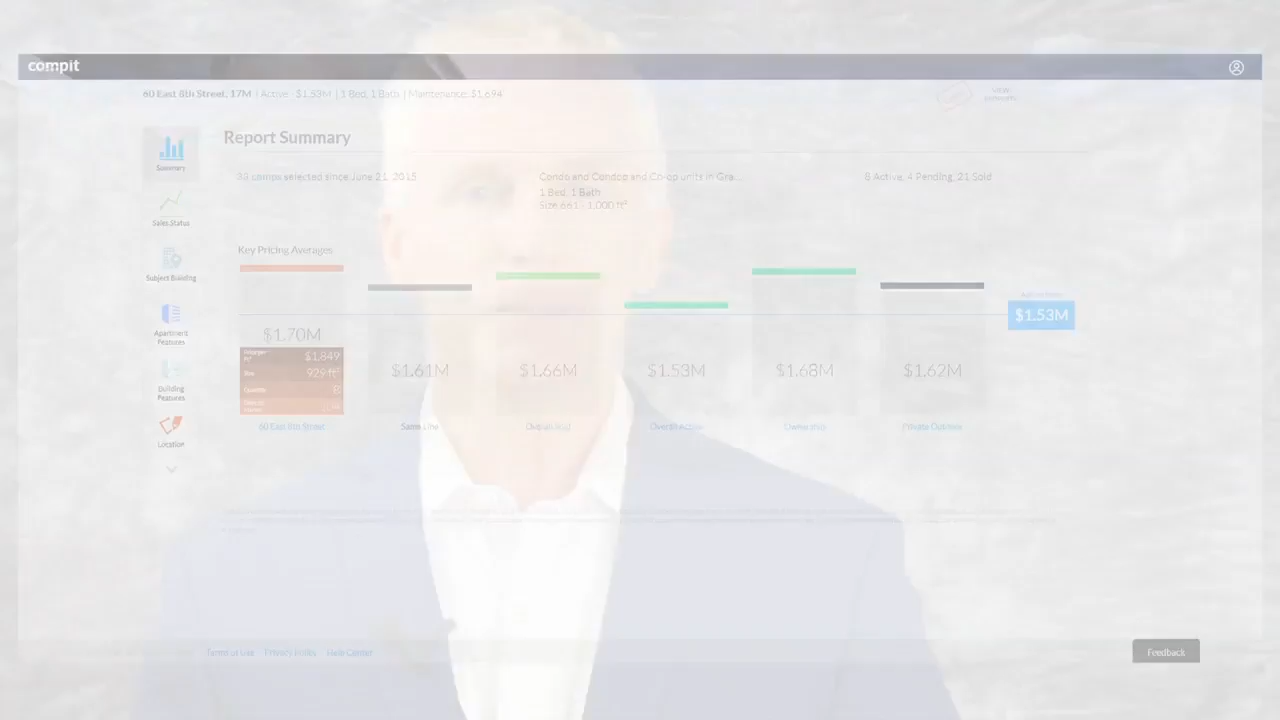 compit
60 East 8th Street, 17M | Active - $1.53M | 1 Bed, 1 Bath | Maintenance: $1,694
VIEW
Report Summary
Summary
33 comps selected since June 21, 2015
Condo and Condop and Co-op units in Gra...
8 Active, 4 Pending, 21 Sold
1 Bed, 1 Bath
Size 661 - 1,000 ft²
Sales Status
Key Pricing Averages
Subject Building
$1.53M
Apartment
Features
$1.70M
$1.61M
$1.66M
$1.53M
$1.68M
$1.62M
$1,849
929 ft²
Building
Features
60 East 8th Street
Same Line
Overall Sold
Overall Active
Ownership
Private Outdoor
Location
Terms of Use
Privacy Policy
Help Center
Feedback